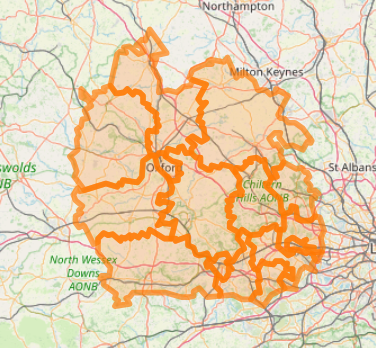 Northampton
Milton Keynes
swolds
NB
Oxford
St Albans
Chiltern
Hills AONB
North Wessex
Downs
AONB
L